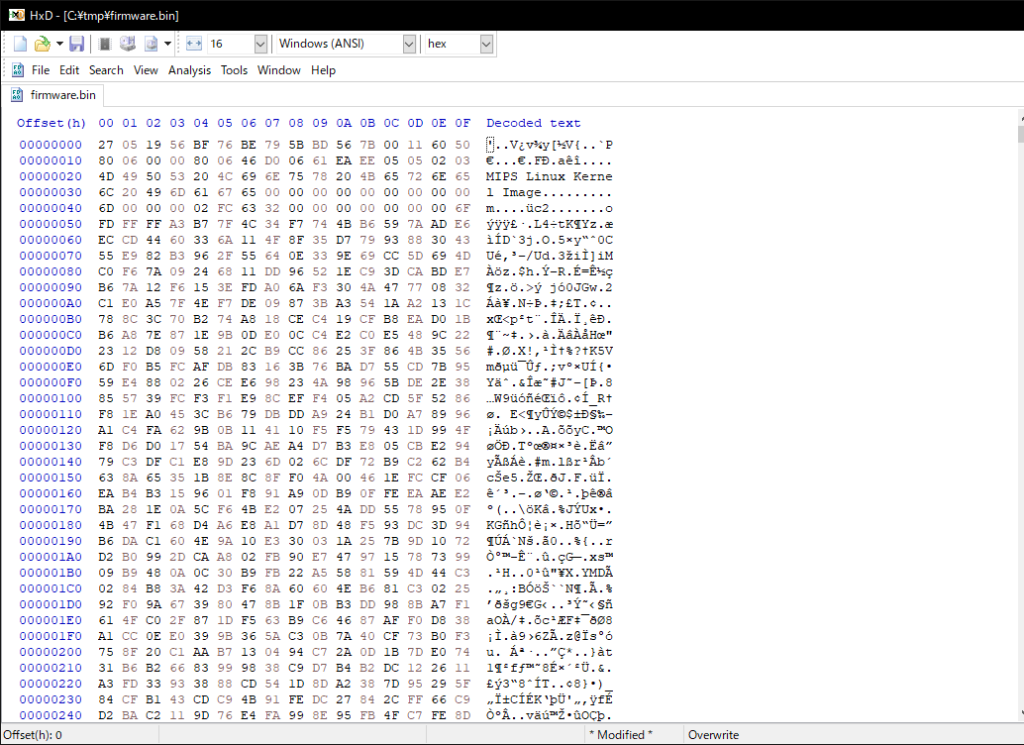 HxD - [C:¥tmp¥firmware.bin]
16 Windows (ANSI) hex
File Edit Search View Analysis Tools Window Help
firmware.bin
Offset(h) 00 01 02 03 04 05 06 07 08 09 0A 0B 0C 0D 0E 0F Decoded text
00000000 27 05 19 56 BF 76 BE 79 5B BD 56 7B 00 11 60 50 '..V¿v¾y[½V{..`P
00000010 80 06 00 00 80 06 46 D0 06 61 EA EE 05 05 02 03 €...€.FÐ.aêî....
00000020 4D 49 50 53 20 4C 69 6E 75 78 20 4B 65 72 6E 65 MIPS Linux Kerne
00000030 6C 20 49 6D 61 67 65 00 00 00 00 00 00 00 00 00 l Image.........
00000040 6D 00 00 00 02 FC 63 32 00 00 00 00 00 00 00 6F m....üc2.......o
00000050 FD FF FF A3 B7 7F 4C 34 F7 74 4B B6 59 7A AD E6 ýÿÿ£·.L4÷tK¶Yz.æ
00000060 EC CD 44 60 33 6A 11 4F 8F 35 D7 79 93 88 30 43 ìÍD`3j.O.5×y“ˆ0C
00000070 55 E9 82 B3 96 2F 55 64 0E 33 9E 69 CC 5D 69 4D Ué‚³–/Ud.3žiÌ]iM
00000080 C0 F6 7A 09 24 68 11 DD 96 52 1E C9 3D CA BD E7 Àöz.$h.Ý–R.É=Ê½ç
00000090 B6 7A 12 F6 15 3E FD A0 6A F3 30 4A 47 77 08 32 ¶z.ö.>ý jó0JGw.2
000000A0 C1 E0 A5 7F 4E F7 DE 09 87 3B A3 54 1A A2 13 1C Áà¥.N÷Þ.‡;£T.¢..
000000B0 78 8C 3C 70 B2 74 A8 18 CE C4 19 CF B8 EA D0 1B xŒ<p²t¨.ÎÄ.Ï¸êÐ.
000000C0 B6 A8 7E 87 1E 9B 0D E0 0C C4 E2 C0 E5 48 9C 22 ¶¨~‡.›.à.ÄâÀåHœ"
000000D0 23 12 D8 09 58 21 2C B9 CC 86 25 3F 86 4B 35 56 #.Ø.X!,¹Ì†%?†K5V
000000E0 6D F0 B5 FC AF DB 83 16 3B 76 BA D7 55 CD 7B 95 mðµü¯Ûƒ.;vº×UÍ{•
000000F0 59 E4 88 02 26 CE E6 98 23 4A 98 96 5B DE 2E 38 Yäˆ.&Îæ˜#J˜–[Þ.8
00000100 85 57 39 FC F3 F1 E9 8C EF F4 05 A2 CD 5F 52 86 …W9üóñéŒïô.¢Í_R†
00000110 F8 1E A0 45 3C B6 79 DB DD A9 24 B1 D0 A7 89 96 ø. E<¶yÛÝ©$±Ð§‰–
00000120 A1 C4 FA 62 9B 0B 11 41 10 F5 F5 79 43 1D 99 4F ¡Äúb›..A.õõyC.™O
00000130 F8 D6 D0 17 54 BA 9C AE A4 D7 B3 E8 05 CB E2 94 øÖÐ.Tºœ®¤×³è.Ëâ”
00000140 79 C3 DF C1 E8 9D 23 6D 02 6C DF 72 B9 C2 62 B4 yÃßÁè.#m.lßr¹Âb´
00000150 63 8A 65 35 1B 8E 8C 8F F0 4A 00 46 1E FC CF 06 cŠe5.ŽŒ.ðJ.F.üÏ.
00000160 EA B4 B3 15 96 01 F8 91 A9 0D B9 0F FE EA AE E2 ê´³.–.ø‘©.¹.þê®â
00000170 BA 28 1E 0A 5C F6 4B E2 07 25 4A DD 55 78 95 0F º(..\öKâ.%JÝUx•.
00000180 4B 47 F1 68 D4 A6 E8 A1 D7 8D 48 F5 93 DC 3D 94 KGñhÔ¦è¡×.Hõ“Ü=”
00000190 B6 DA C1 60 4E 9A 10 E3 30 03 1A 25 7B 9D 10 72 ¶ÚÁ`Nš.ã0..%{..r
000001A0 D2 B0 99 2D CA A8 02 FB 90 E7 47 97 15 78 73 99 Ò°™-Ê¨.û.çG—.xs™
000001B0 09 B9 48 0A 0C 30 B9 FB 22 A5 58 81 59 4D 44 C3 .¹H..0¹û"¥X.YMDÃ
000001C0 02 84 B8 3A 42 D3 F6 8A 60 60 4E B6 81 C3 02 25 .„¸:BÓöŠ``N¶.Ã.%
000001D0 92 F0 9A 67 39 80 47 8B 1F 0B B3 DD 98 8B A7 F1 ’ðšg9€G‹..³Ý˜‹§ñ
000001E0 61 4F C0 2F 87 1D F5 63 B9 C6 46 87 AF F0 D8 38 aOÀ/‡.õc¹ÆF‡¯ðØ8
000001F0 A1 CC 0E E0 39 9B 36 5A C3 0B 7A 40 CF 73 B0 F3 ¡Ì.à9›6ZÃ.z@Ïs°ó
00000200 75 8F 20 C1 AA B7 13 04 94 C7 2A 0D 1B 7D E0 74 u. Áª·..”Ç*..}àt
00000210 31 B6 B2 66 83 99 98 38 C9 D7 B4 B2 DC 12 26 11 1¶²fƒ™˜8É×´²Ü.&.
00000220 A3 FD 33 93 38 88 CD 54 1D 8D A2 38 7D 95 29 5F £ý3“8ˆÍT..¢8}•)_
00000230 84 CF B1 43 CD C9 4B 91 FE DC 27 84 2C FF 66 C9 „Ï±CÍÉK‘þÜ'„,ÿfÉ
00000240 D2 BA C2 11 9D 76 E4 FA 99 8E 95 FB 4F C7 FE 8D ÒºÂ..väú™Ž•ûOÇþ.
Offset(h): 0 * Modified * Overwrite